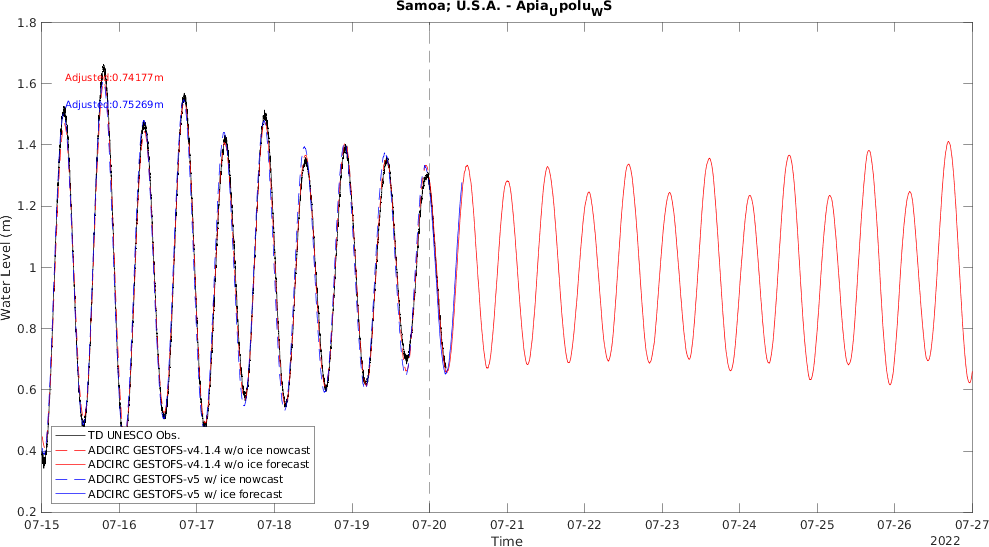 Samoa; U.S.A. - ApiaUpoluWS
1.8
1.6
1.4
1.2
1
0.8
0.6
0.4
0.2
Water Level (m)
Adjusted:0.74177m
Adjusted:0.75269m
TD UNESCO Obs.
ADCIRC GESTOFS-v4.1.4 w/o ice nowcast
ADCIRC GESTOFS-v4.1.4 w/o ice forecast
ADCIRC GESTOFS-v5 w/ ice nowcast
ADCIRC GESTOFS-v5 w/ ice forecast
07-15 07-16 07-17 07-18 07-19 07-20 07-21 07-22 07-23 07-24 07-25 07-26 07-27
Time
2022